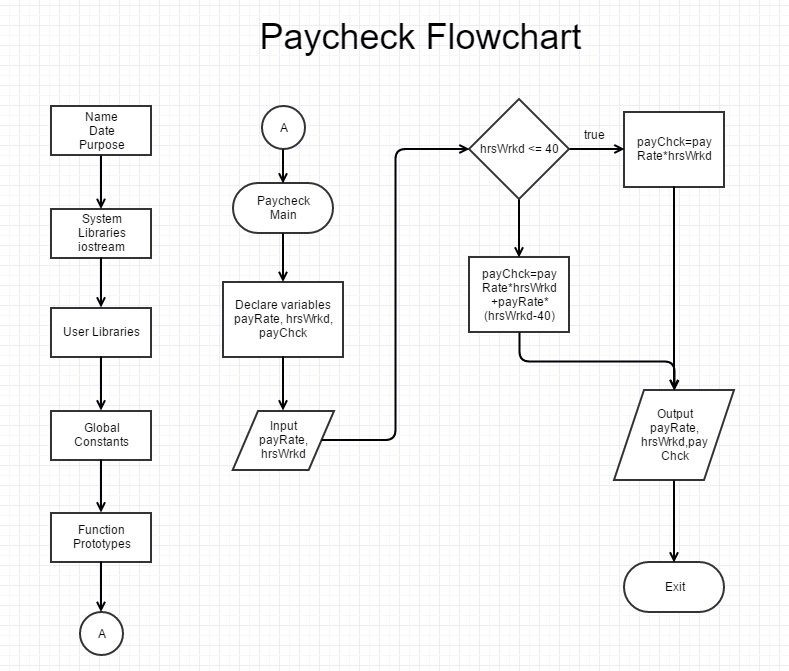 Paycheck Flowchart
Name
Date
Purpose
System
Libraries
iostream
User Libraries
Global
Constants
Function
Prototypes
A
A
Paycheck
Main
Declare variables
payRate, hrsWrkd,
payChck
Input
payRate,
hrsWrkd
hrsWrkd <= 40
true
payChck=pay
Rate*hrsWrkd
payChck=pay
Rate*hrsWrkd
+payRate*
(hrsWrkd-40)
Output
payRate,
hrsWrkd,pay
Chck
Exit